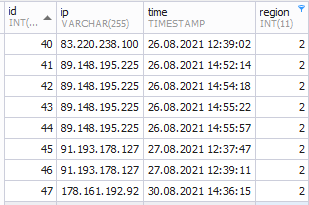 id ip time region
INT(... VARCHAR(255) TIMESTAMP INT(11)
40 83.220.238.100 26.08.2021 12:39:02 2
41 89.148.195.225 26.08.2021 14:52:14 2
42 89.148.195.225 26.08.2021 14:54:18 2
43 89.148.195.225 26.08.2021 14:55:22 2
44 89.148.195.225 26.08.2021 14:55:57 2
45 91.193.178.127 27.08.2021 12:37:47 2
46 91.193.178.127 27.08.2021 12:39:11 2
47 178.161.192.92 30.08.2021 14:36:15 2